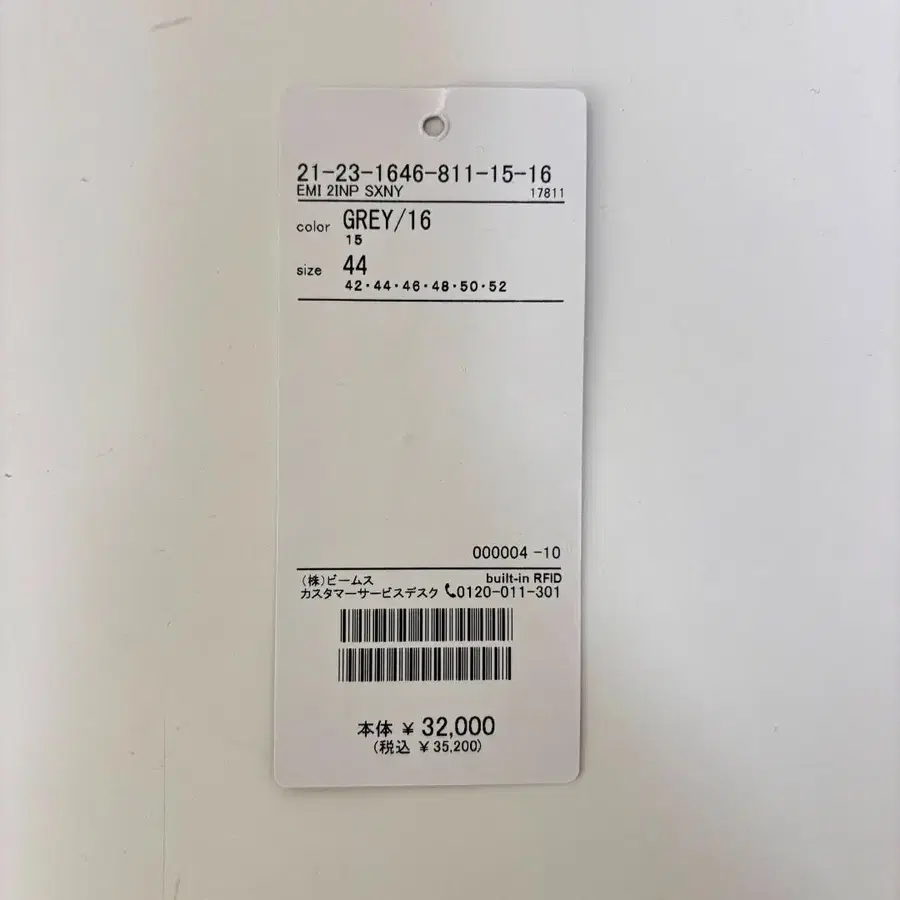 21-23-1646-811-15-16
EMI 2INP SXNY 17811
color GREY/16
15
size 44
42・44・46・48・50・52
000004 -10
(株)ビームス built-in RFID
カスタマーサービスデスク 0120-011-301
本体 ¥ 32,000
(税込 ¥ 35,200)